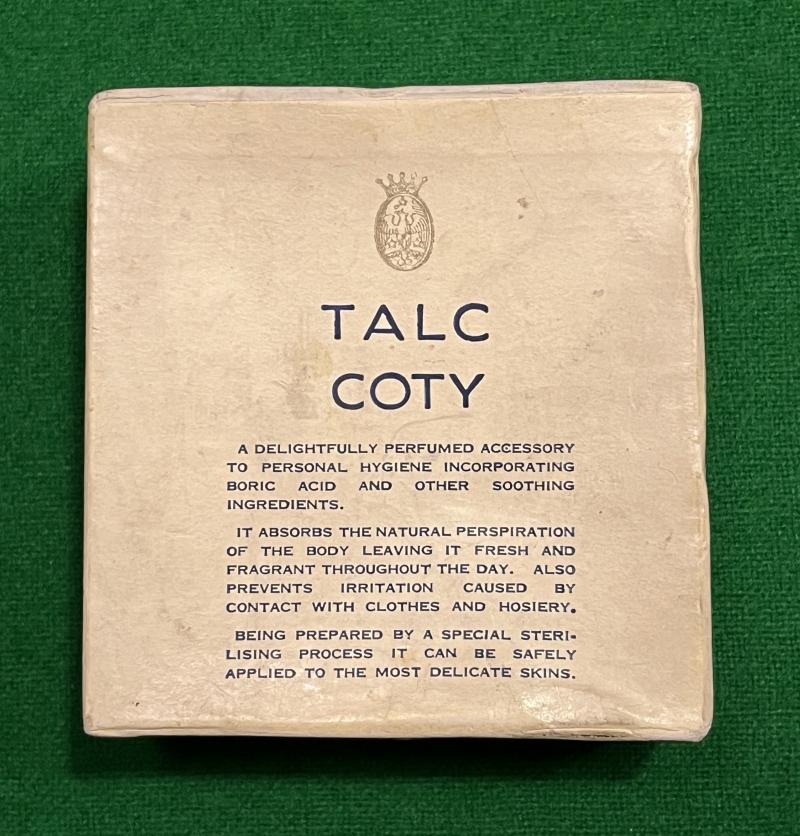 TALC
COTY
A DELIGHTFULLY PERFUMED ACCESSORY
TO PERSONAL HYGIENE INCORPORATING
BORIC ACID AND OTHER SOOTHING
INGREDIENTS.
IT ABSORBS THE NATURAL PERSPIRATION
OF THE BODY LEAVING IT FRESH AND
FRAGRANT THROUGHOUT THE DAY. ALSO
PREVENTS IRRITATION CAUSED BY
CONTACT WITH CLOTHES AND HOSIERY.
BEING PREPARED BY A SPECIAL STERI-
LISING PROCESS IT CAN BE SAFELY
APPLIED TO THE MOST DELICATE SKINS.